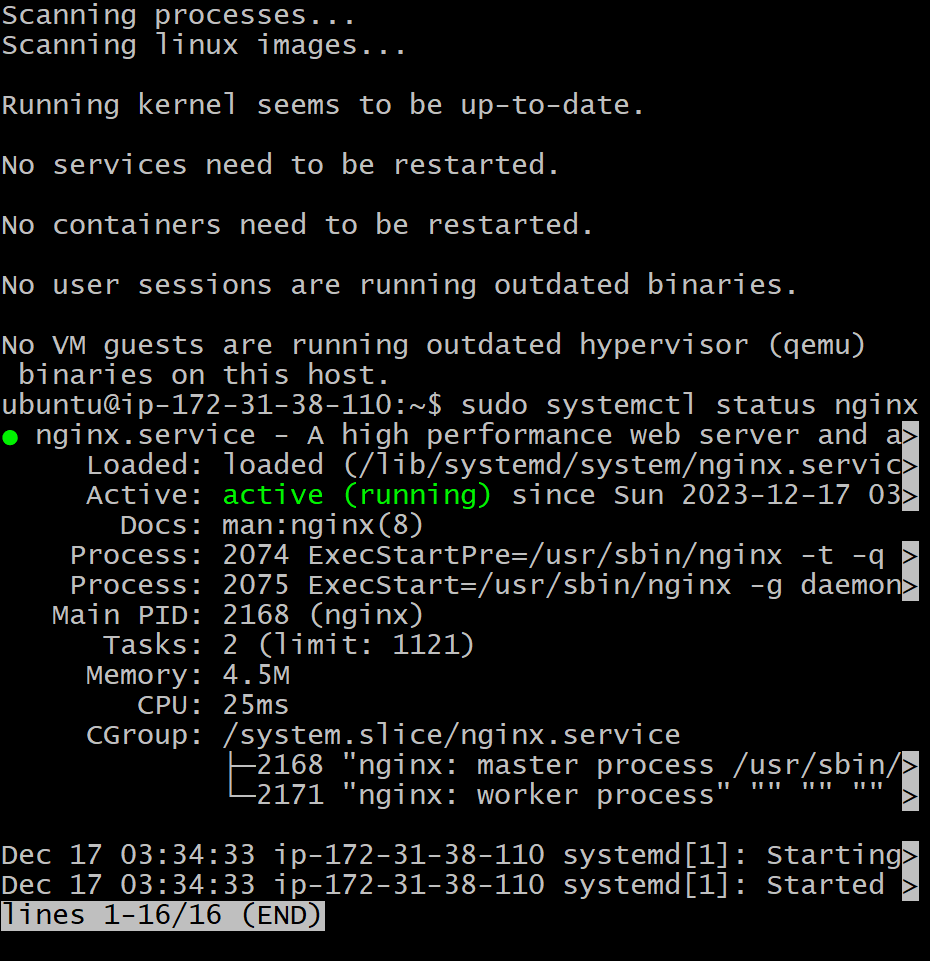 Scanning processes...
Scanning linux images...
Running kernel seems to be up-to-date.
No services need to be restarted.
No containers need to be restarted.
No user sessions are running outdated binaries.
No VM guests are running outdated hypervisor (qemu)
 binaries on this host.
ubuntu@ip-172-31-38-110:~$ sudo systemctl status nginx
● nginx.service - A high performance web server and a>
     Loaded: loaded (/lib/systemd/system/nginx.servic>
     Active: active (running) since Sun 2023-12-17 03>
       Docs: man:nginx(8)
    Process: 2074 ExecStartPre=/usr/sbin/nginx -t -q >
    Process: 2075 ExecStart=/usr/sbin/nginx -g daemon>
   Main PID: 2168 (nginx)
      Tasks: 2 (limit: 1121)
     Memory: 4.5M
        CPU: 25ms
     CGroup: /system.slice/nginx.service
             ├─2168 "nginx: master process /usr/sbin/>
             └─2171 "nginx: worker process" "" "" "" >
Dec 17 03:34:33 ip-172-31-38-110 systemd[1]: Starting>
Dec 17 03:34:33 ip-172-31-38-110 systemd[1]: Started >
lines 1-16/16 (END)